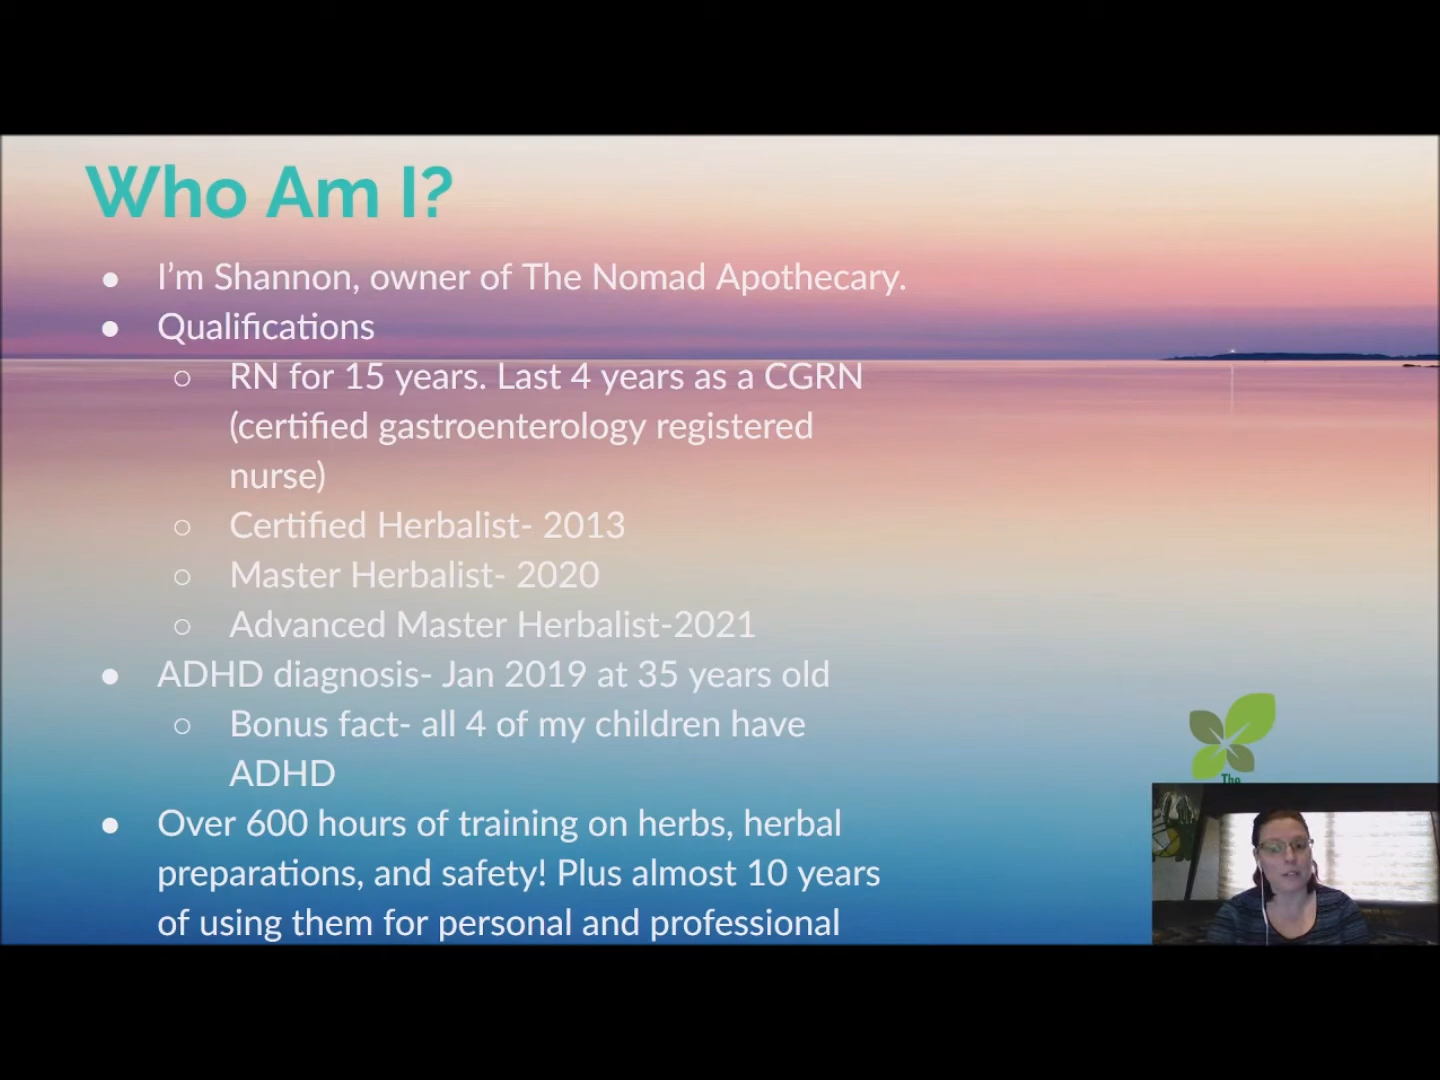 Who Am I?
● I'm Shannon, owner of The Nomad Apothecary.
● Qualifications
○ RN for 15 years. Last 4 years as a CGRN
(certified gastroenterology registered
nurse)
○ Certified Herbalist- 2013
○ Master Herbalist- 2020
○ Advanced Master Herbalist-2021
● ADHD diagnosis- Jan 2019 at 35 years old
○ Bonus fact- all 4 of my children have
ADHD
● Over 600 hours of training on herbs, herbal
preparations, and safety! Plus almost 10 years
of using them for personal and professional
The